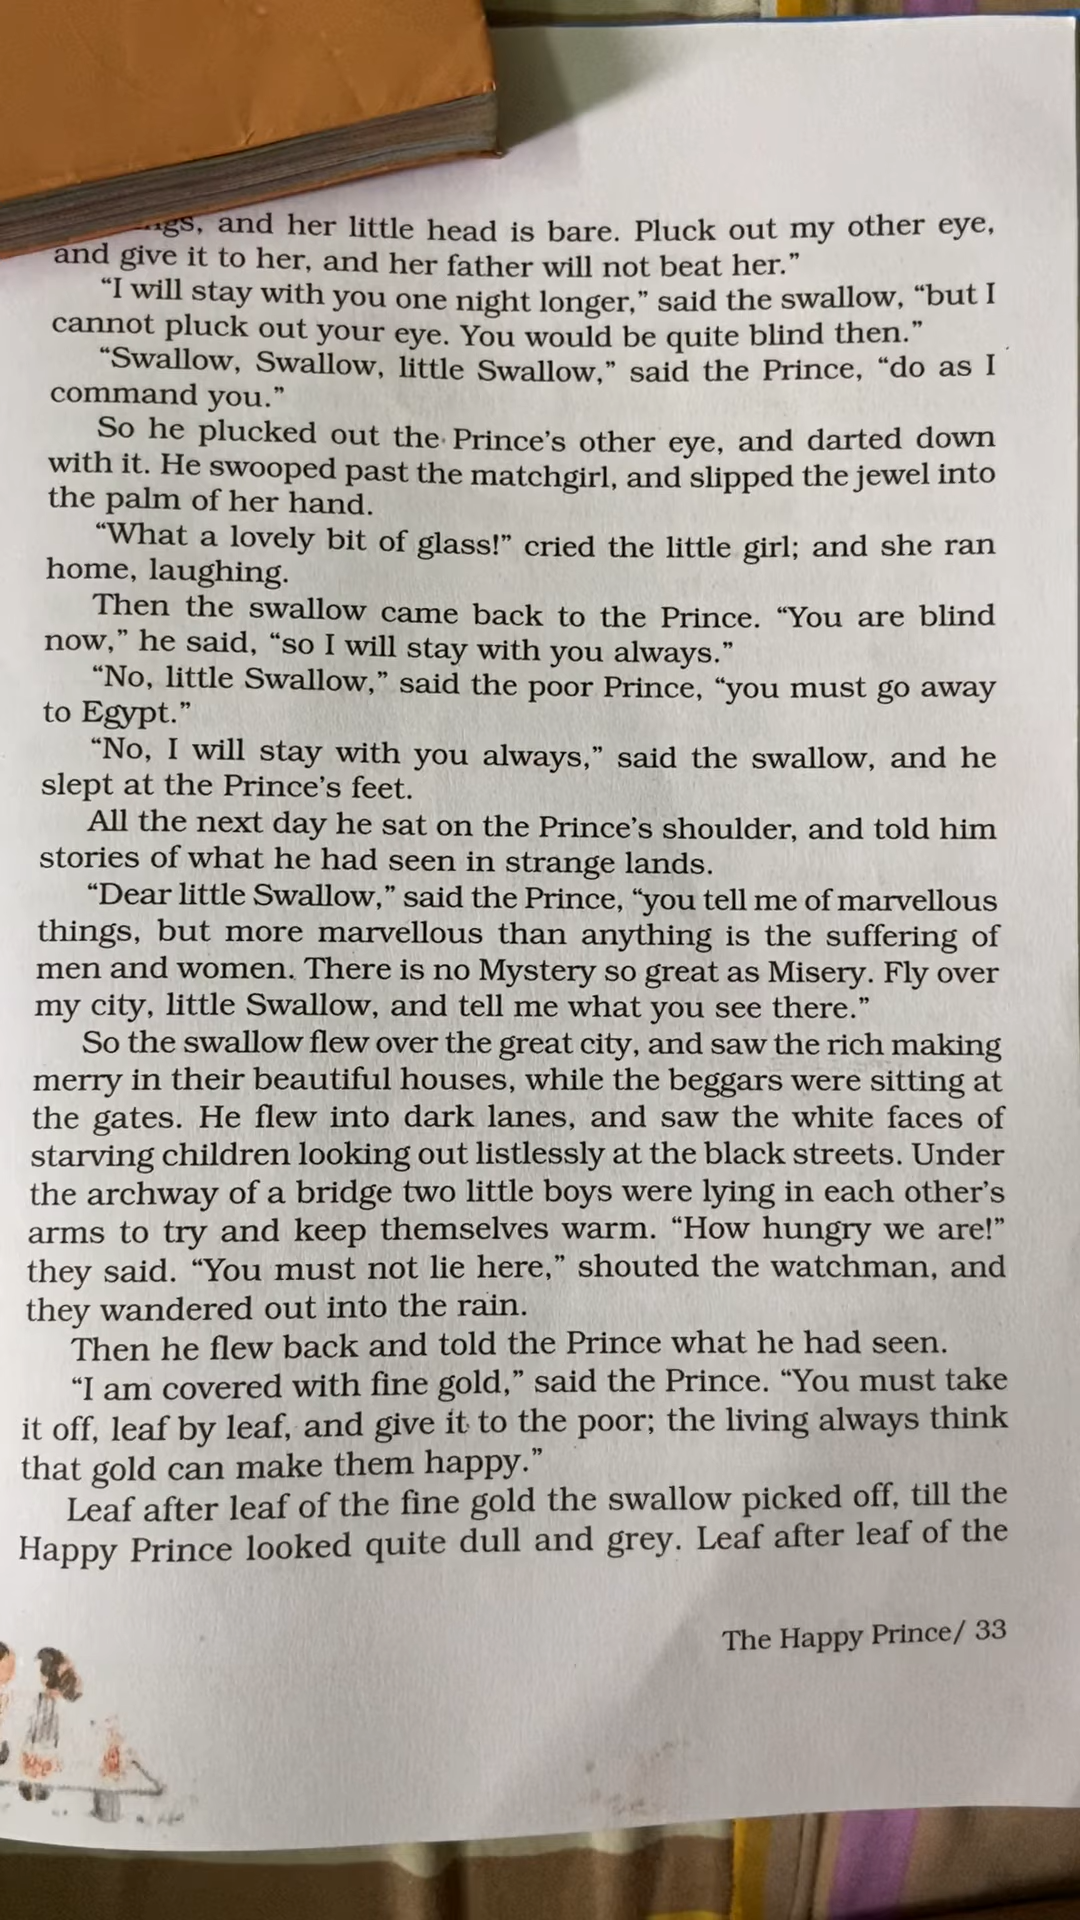 and her little head is bare. Pluck out my other eye,
and give it to her, and her father will not beat her.”
“I will stay with you one night longer,” said the swallow, “but I
cannot pluck out your eye. You would be quite blind then.”
“Swallow, Swallow, little Swallow,” said the Prince, “do as I
command you.”
So he plucked out the Prince’s other eye, and darted down
with it. He swooped past the matchgirl, and slipped the jewel into
the palm of her hand.
“What a lovely bit of glass!” cried the little girl; and she ran
home, laughing.
Then the swallow came back to the Prince. “You are blind
now,” he said, “so I will stay with you always.”
“No, little Swallow,” said the poor Prince, “you must go away
to Egypt.”
“No, I will stay with you always,” said the swallow, and he
slept at the Prince’s feet.
All the next day he sat on the Prince’s shoulder, and told him
stories of what he had seen in strange lands.
“Dear little Swallow,” said the Prince, “you tell me of marvellous
things, but more marvellous than anything is the suffering of
men and women. There is no Mystery so great as Misery. Fly over
my city, little Swallow, and tell me what you see there.”
So the swallow flew over the great city, and saw the rich making
merry in their beautiful houses, while the beggars were sitting at
the gates. He flew into dark lanes, and saw the white faces of
starving children looking out listlessly at the black streets. Under
the archway of a bridge two little boys were lying in each other’s
arms to try and keep themselves warm. “How hungry we are!”
they said. “You must not lie here,” shouted the watchman, and
they wandered out into the rain.
Then he flew back and told the Prince what he had seen.
“I am covered with fine gold,” said the Prince. “You must take
it off, leaf by leaf, and give it to the poor; the living always think
that gold can make them happy.”
Leaf after leaf of the fine gold the swallow picked off, till the
Happy Prince looked quite dull and grey. Leaf after leaf of the
The Happy Prince/ 33